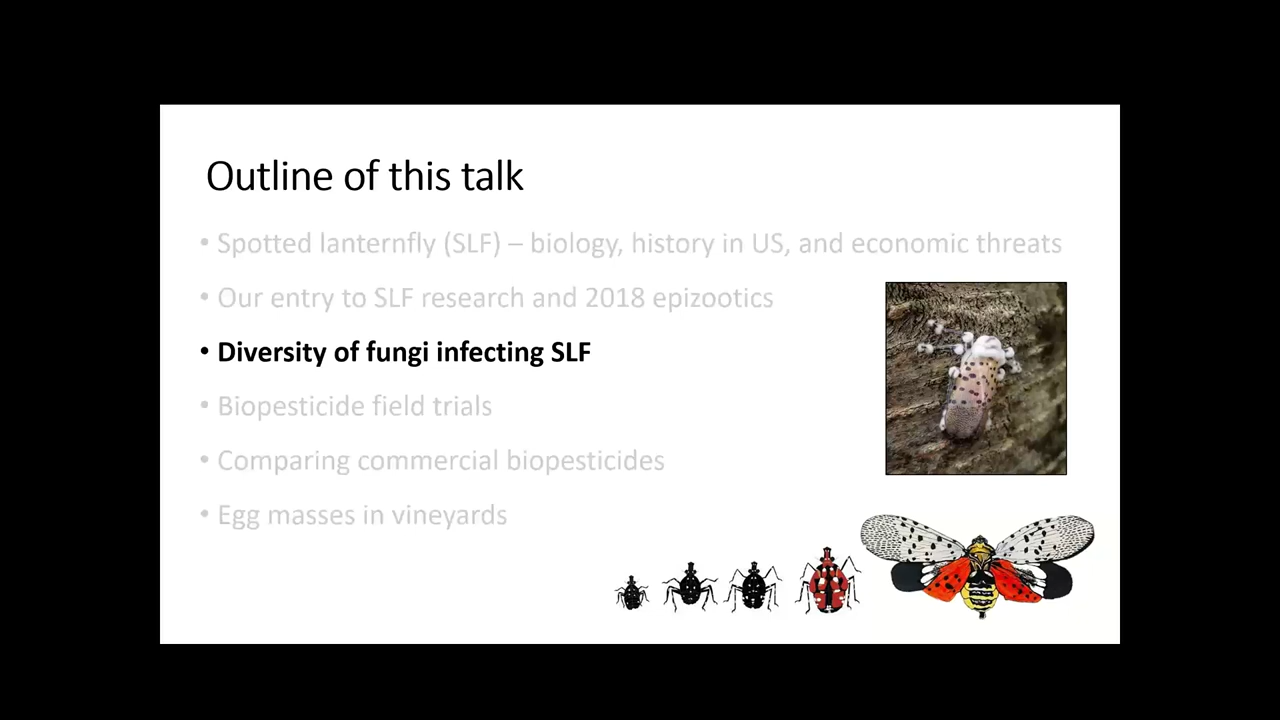 Outline of this talk
• Spotted lanternfly (SLF) – biology, history in US, and economic threats
• Our entry to SLF research and 2018 epizootics
• Diversity of fungi infecting SLF
• Biopesticide field trials
• Comparing commercial biopesticides
• Egg masses in vineyards